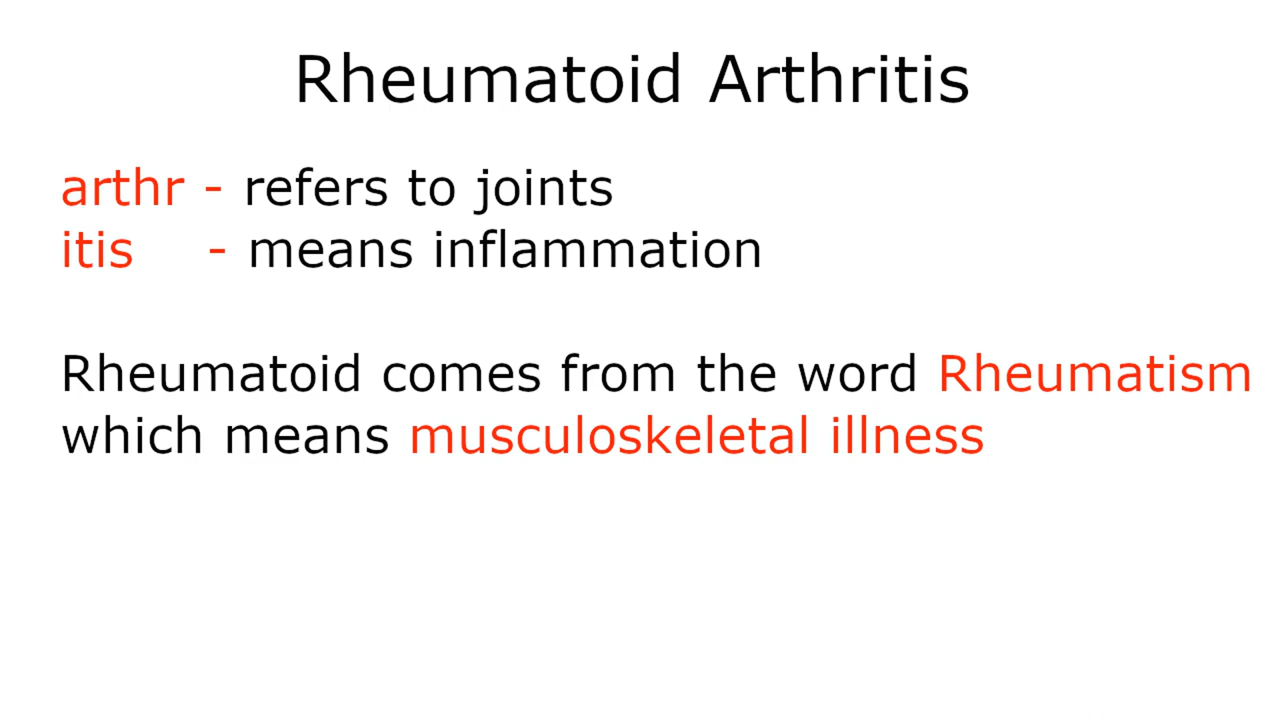 Rheumatoid Arthritis
arthr - refers to joints
itis - means inflammation
Rheumatoid comes from the word Rheumatism
which means musculoskeletal illness